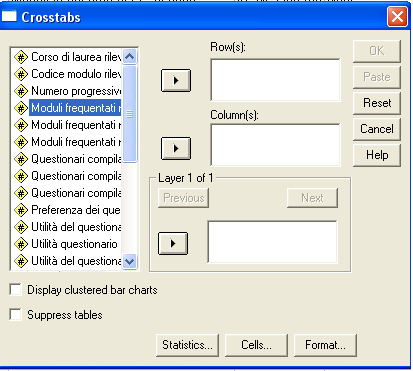 Crosstabs
Corso di laurea rilev
Codice modulo rilev
Numero progressivo
Moduli frequentati r
Moduli frequentati r
Moduli frequentati r
Questionari compila
Questionari compila
Questionari compila
Preferenza dei que
Utilità del questiona
Utilità questionario
Utilità del questiona
Row(s):
Column(s):
Layer 1 of 1
Previous
Next
OK
Paste
Reset
Cancel
Help
Display clustered bar charts
Suppress tables
Statistics...
Cells...
Format...